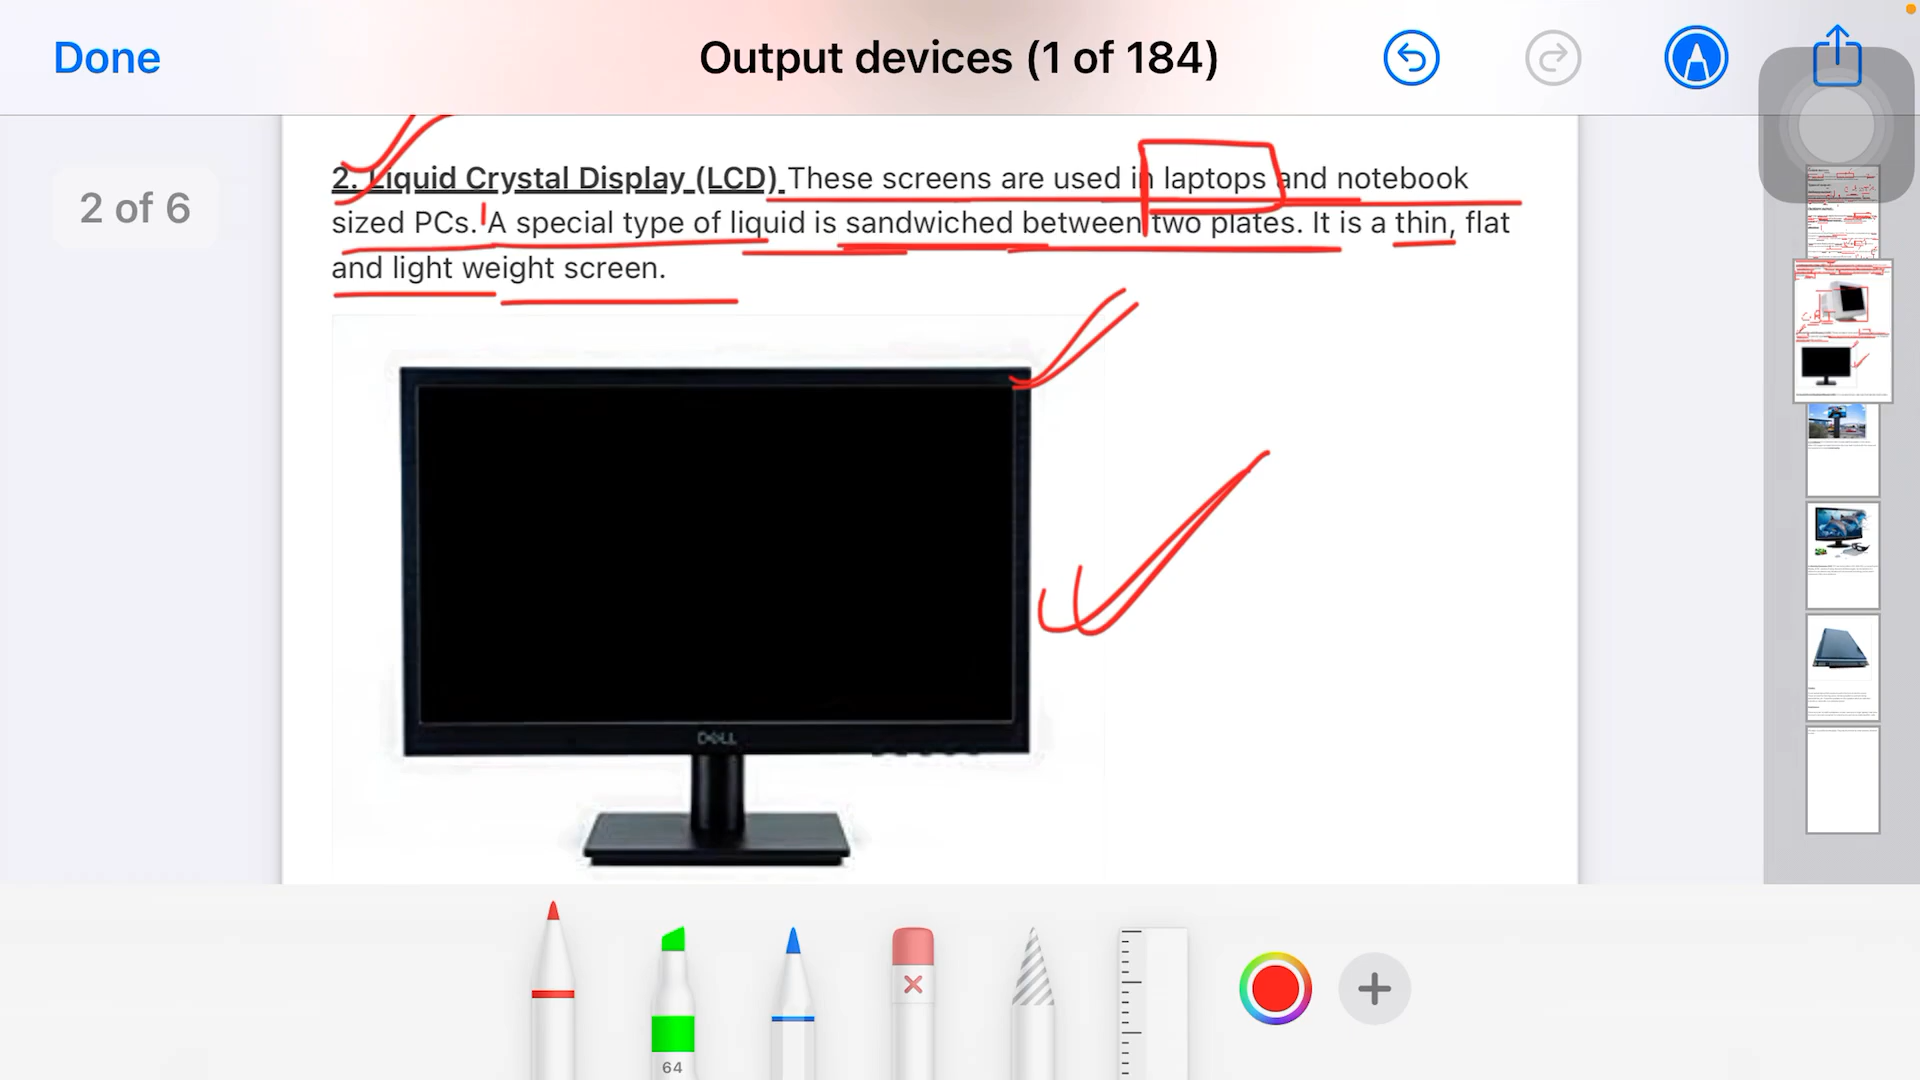 Done
Output devices (1 of 184)
2 of 6
2. Liquid Crystal Display (LCD) These screens are used in laptops and notebook
sized PCs. A special type of liquid is sandwiched between two plates. It is a thin, flat
and light weight screen.
DELL
64